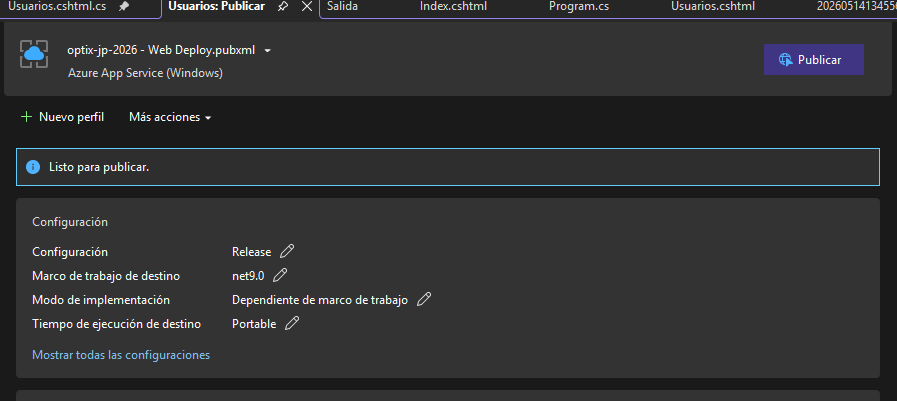 Usuarios.cshtml.cs Usuarios: Publicar Salida Index.cshtml Program.cs Usuarios.cshtml 20260514134556
optix-jp-2026 - Web Deploy.pubxml
Azure App Service (Windows)
Publicar
Nuevo perfil Más acciones
Listo para publicar.
Configuración
Configuración Release
Marco de trabajo de destino net9.0
Modo de implementación Dependiente de marco de trabajo
Tiempo de ejecución de destino Portable
Mostrar todas las configuraciones